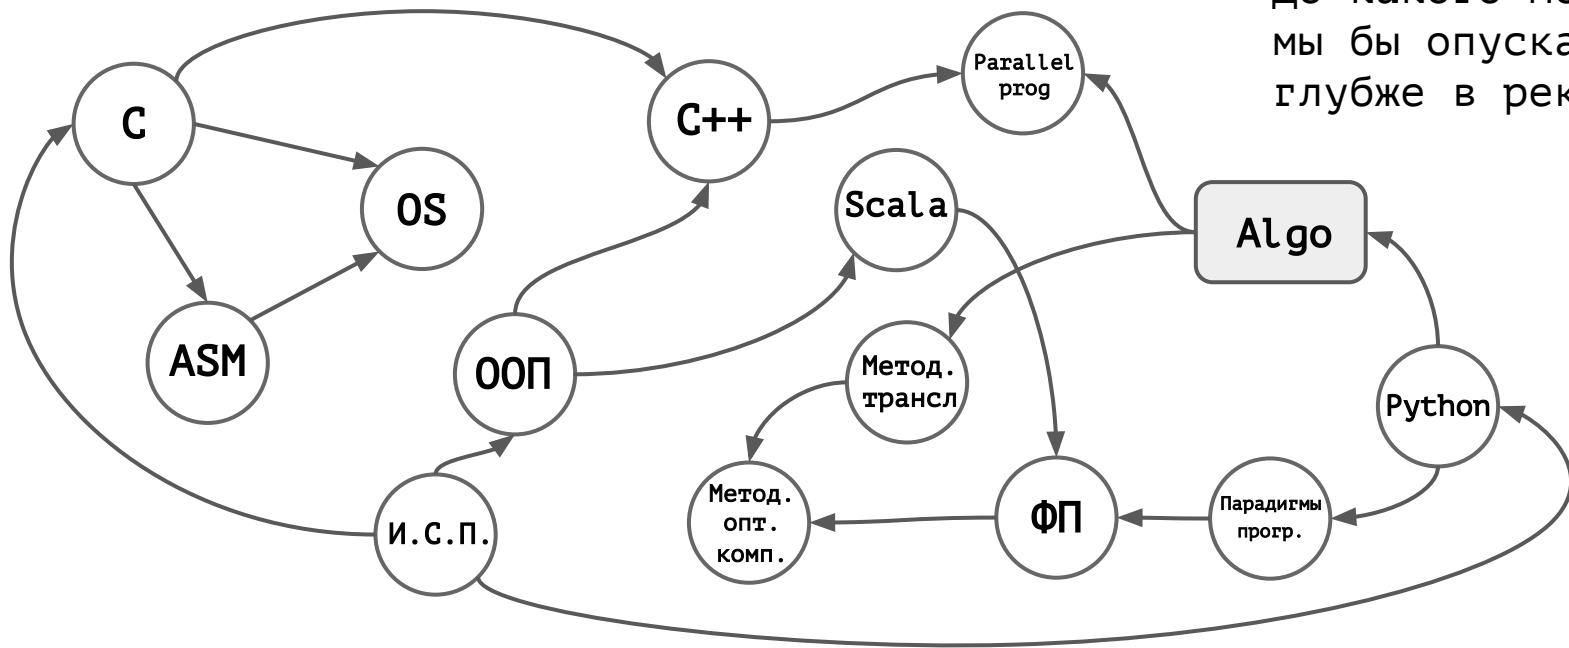 мы бы опуска
глубже в рек
C
C++
Parallel
prog
OS
Scala
Algo
ASM
ООП
Метод.
трансл
Python
Метод.
опт.
комп.
ФП
Парадигмы
прогр.
И.С.П.